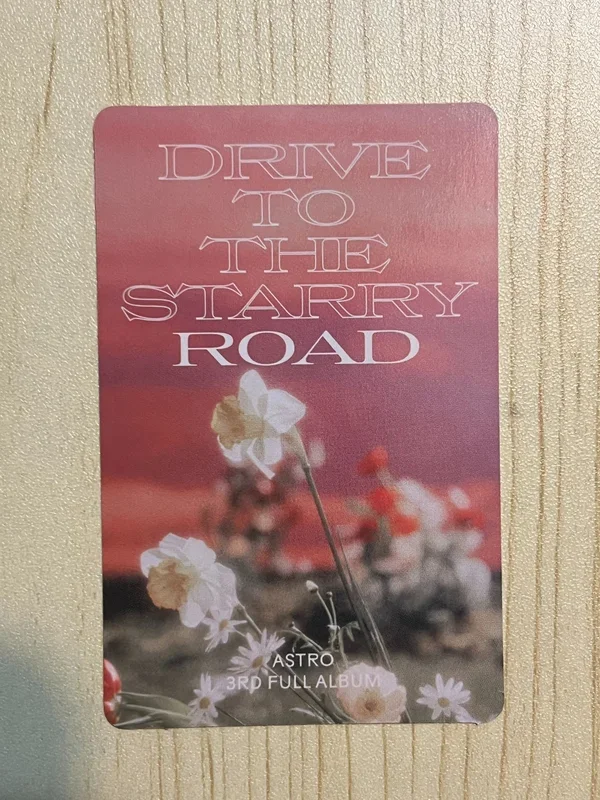 DRIVE
TO
THE
STARRY
ROAD
ASTRO
3RD FULL ALBUM